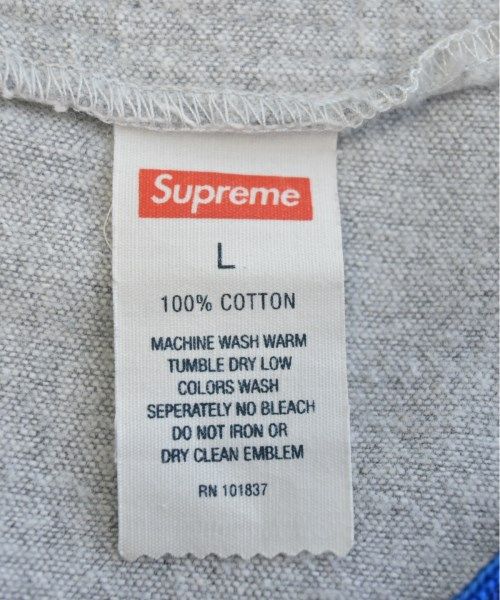 Supreme
L
100% COTTON
MACHINE WASH WARM
TUMBLE DRY LOW
COLORS WASH
SEPERATELY NO BLEACH
DO NOT IRON OR
DRY CLEAN EMBLEM
RN 101837